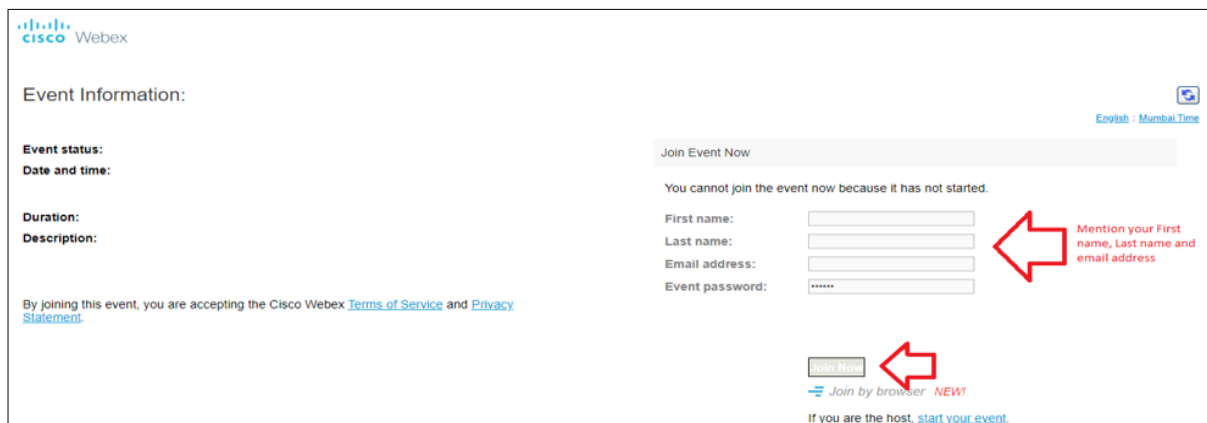 CISCO Webex
Event Information:
English : Mumbai Time
Event status:
Date and time:
Duration:
Description:
By joining this event, you are accepting the Cisco Webex Terms of Service and Privacy
Statement.
Join Event Now
You cannot join the event now because it has not started.
First name:
Last name:
Email address:
Event password: ••••••
Mention your First
name, Last name and
email address
Join Now
Join by browser NEW!
If you are the host, start your event.